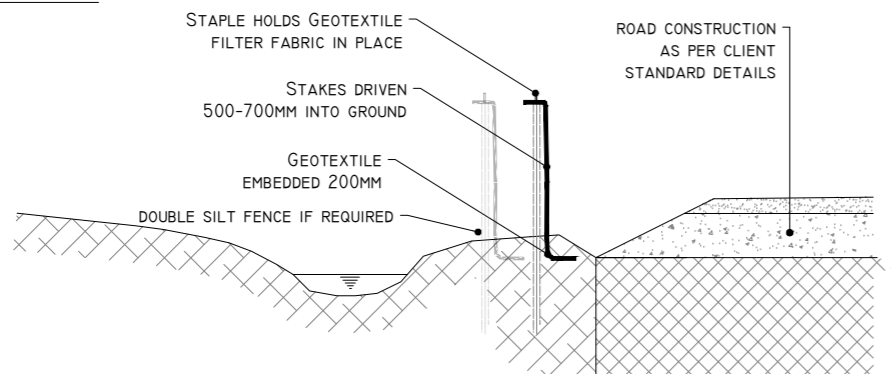 STAPLE HOLDS GEOTEXTILE
FILTER FABRIC IN PLACE
ROAD CONSTRUCTION
AS PER CLIENT
STANDARD DETAILS
STAKES DRIVEN
500-700MM INTO GROUND
GEOTEXTILE
EMBEDDED 200MM
DOUBLE SILT FENCE IF REQUIRED